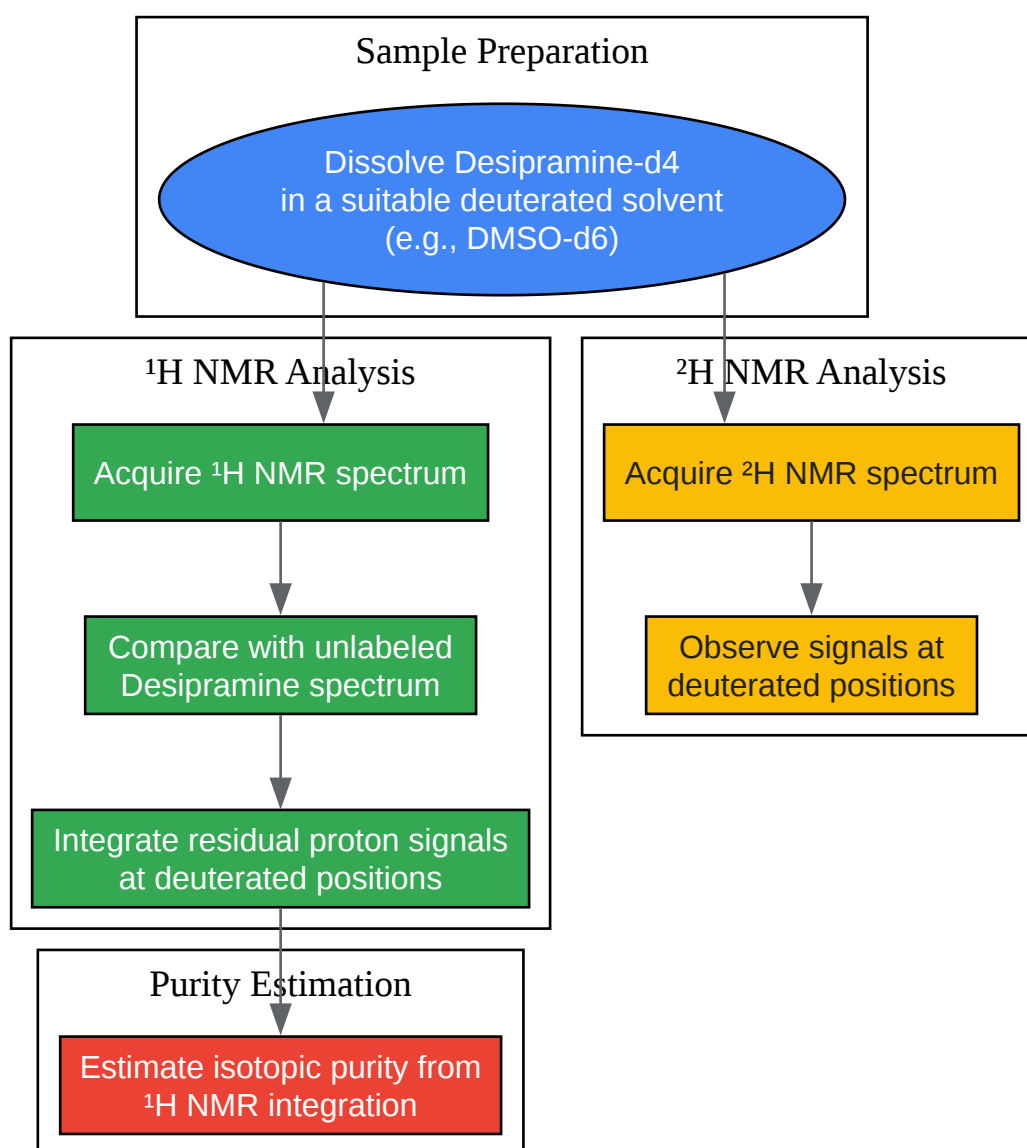 Sample Preparation
Dissolve Desipramine-d4
in a suitable deuterated solvent
(e.g., DMSO-d6)
¹H NMR Analysis
Acquire ¹H NMR spectrum
Compare with unlabeled
Desipramine spectrum
Integrate residual proton signals
at deuterated positions
²H NMR Analysis
Acquire ²H NMR spectrum
Observe signals at
deuterated positions
Purity Estimation
Estimate isotopic purity from
¹H NMR integration